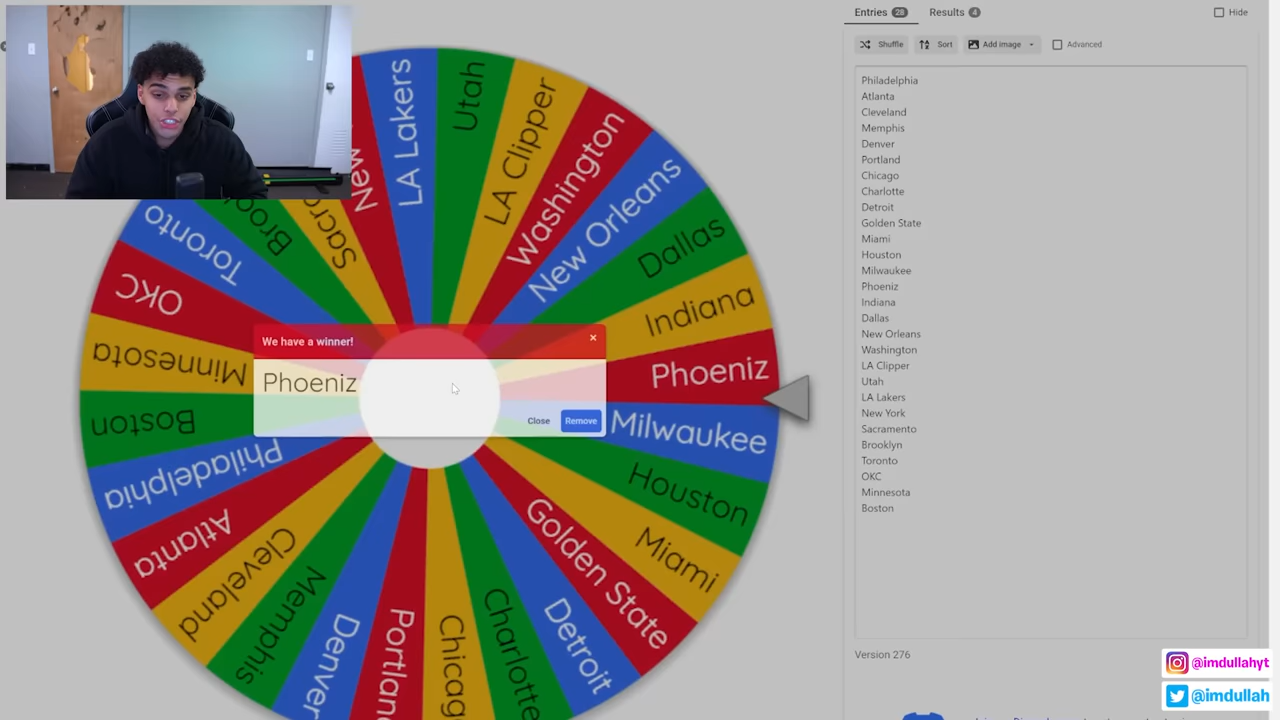 Entries 28
Results 4
Hide
Shuffle
Sort
Add image
Advanced
Philadelphia
Atlanta
Cleveland
Memphis
Denver
Portland
Chicago
Charlotte
Detroit
Golden State
Miami
Houston
Milwaukee
Phoeniz
Indiana
Dallas
New Orleans
Washington
LA Clipper
Utah
LA Lakers
New York
Sacramento
Brooklyn
Toronto
OKC
Minnesota
Boston
Version 276
We have a winner!
×
Phoeniz
Close
Remove
New
LA Lakers
Utah
LA Clipper
Washington
New Orleans
Dallas
Indiana
Phoeniz
Milwaukee
Houston
Miami
Golden State
Detroit
Charlotte
Chicag
Portlan
Denver
Memphis
Cleveland
Atlanta
Philadelphia
Boston
Minnesota
OKC
Toronto
Broo
Sacr
@imdullahyt
@imdullah